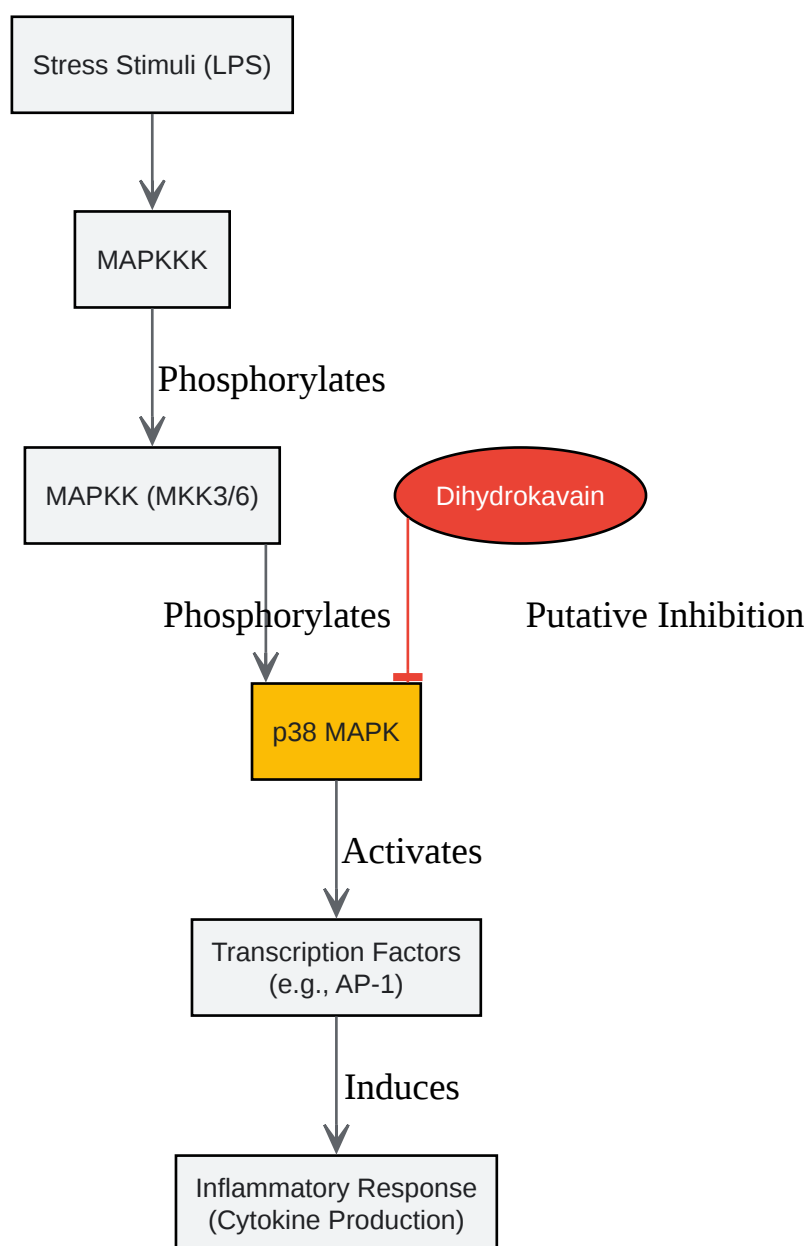 Stress Stimuli (LPS)
MAPKKK
Phosphorylates
MAPKK (MKK3/6)
Dihydrokavain
Phosphorylates
Putative Inhibition
p38 MAPK
Activates
Transcription Factors
(e.g., AP-1)
Induces
Inflammatory Response
(Cytokine Production)